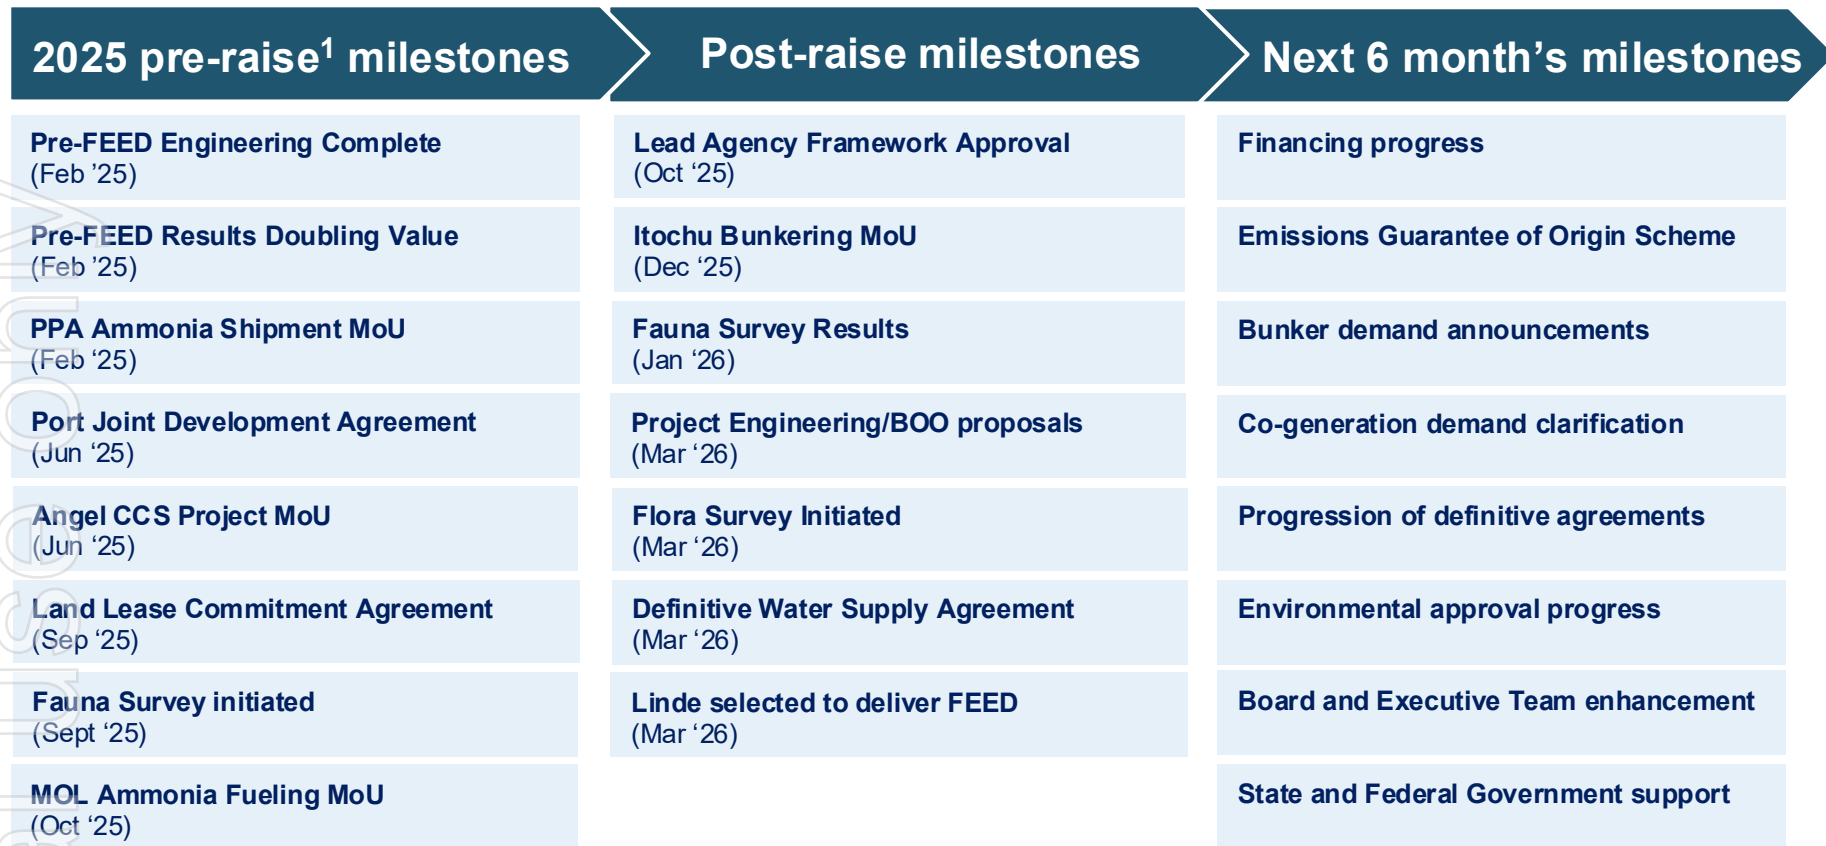 2025 pre-raise¹ milestones
Pre-FEED Engineering Complete
(Feb ’25)
Pre-FEED Results Doubling Value
(Feb ’25)
PPA Ammonia Shipment MoU
(Feb ‘25)
Port Joint Development Agreement
(Jun ‘25)
Angel CCS Project MoU
(Jun ‘25)
Land Lease Commitment Agreement
(Sep ‘25)
Fauna Survey initiated
(Sept ‘25)
MOL Ammonia Fueling MoU
(Oct ‘25)
Post-raise milestones
Lead Agency Framework Approval
(Oct ‘25)
Itochu Bunkering MoU
(Dec ‘25)
Fauna Survey Results
(Jan ‘26)
Project Engineering/BOO proposals
(Mar ‘26)
Flora Survey Initiated
(Mar ‘26)
Definitive Water Supply Agreement
(Mar ‘26)
Linde selected to deliver FEED
(Mar ‘26)
Next 6 month’s milestones
Financing progress
Emissions Guarantee of Origin Scheme
Bunker demand announcements
Co-generation demand clarification
Progression of definitive agreements
Environmental approval progress
Board and Executive Team enhancement
State and Federal Government support
use only